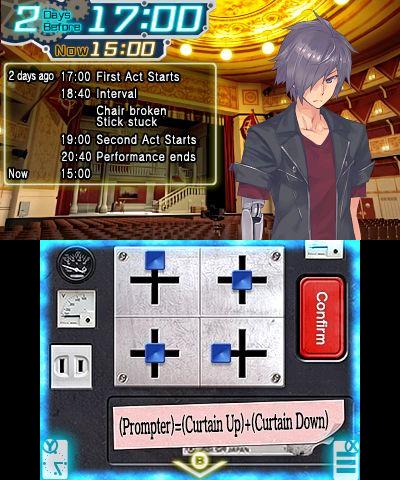 2 Days Before 17:00
Now 15:00
2 days ago 17:00 First Act Starts
18:40 Interval
Chair broken
Stick stuck
19:00 Second Act Starts
20:40 Performance ends
Now 15:00
Confirm
(Prompter)=(Curtain Up)+(Curtain Down)
Y
B
X